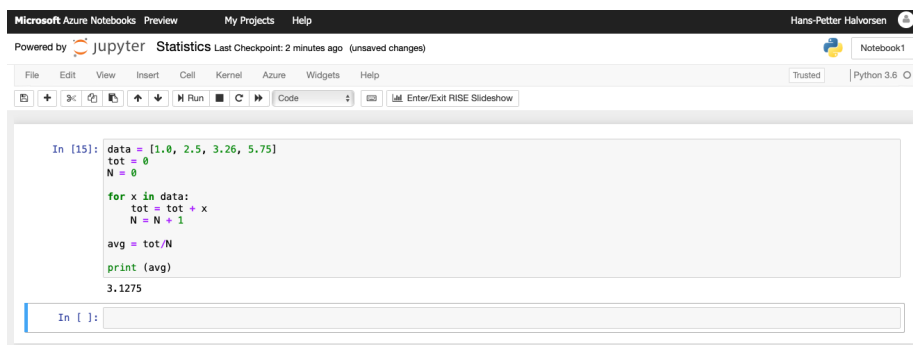 Microsoft Azure Notebooks Preview My Projects Help Hans-Petter Halvorsen
Powered by Jupyter Statistics Last Checkpoint: 2 minutes ago (unsaved changes) Notebook1
File Edit View Insert Cell Kernel Azure Widgets Help Trusted Python 3.6
Run Code Enter/Exit RISE Slideshow
In [15]: data = [1.0, 2.5, 3.26, 5.75]
tot = 0
N = 0
for x in data:
tot = tot + x
N = N + 1
avg = tot/N
print (avg)
3.1275
In [ ]: